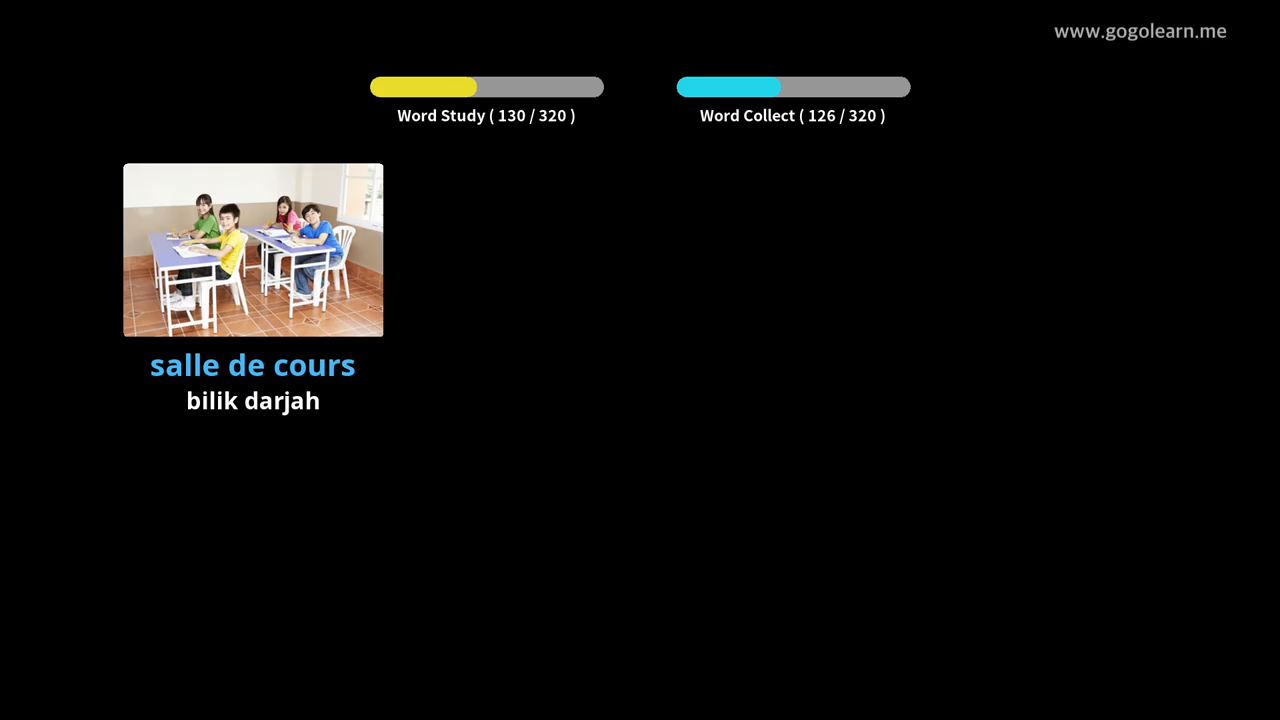 www.gogolearn.me
Word Study ( 130 / 320 )
Word Collect ( 126 / 320 )
salle de cours
bilik darjah